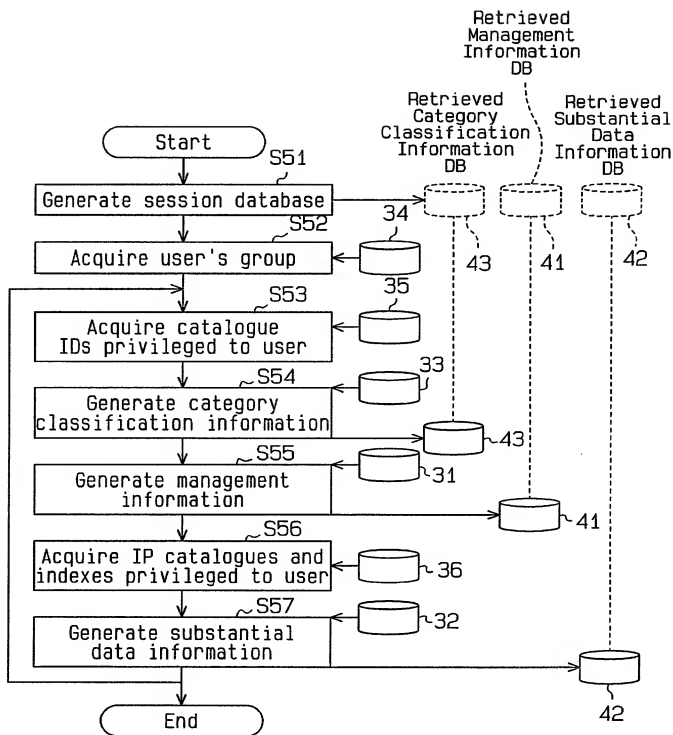 Retrieved
Management
Information
DB
Retrieved
Category
Classification
Information
DB
Retrieved
Substantial
Data
Information
DB
Start
S51
Generate session database
43
41
42
S52
Acquire user's group
34
S53
Acquire catalogue
IDs privileged to user
35
S54
Generate category
classification information
33
43
S55
Generate management
information
31
41
S56
Acquire IP catalogues and
indexes privileged to user
36
S57
Generate substantial
data information
32
42
End